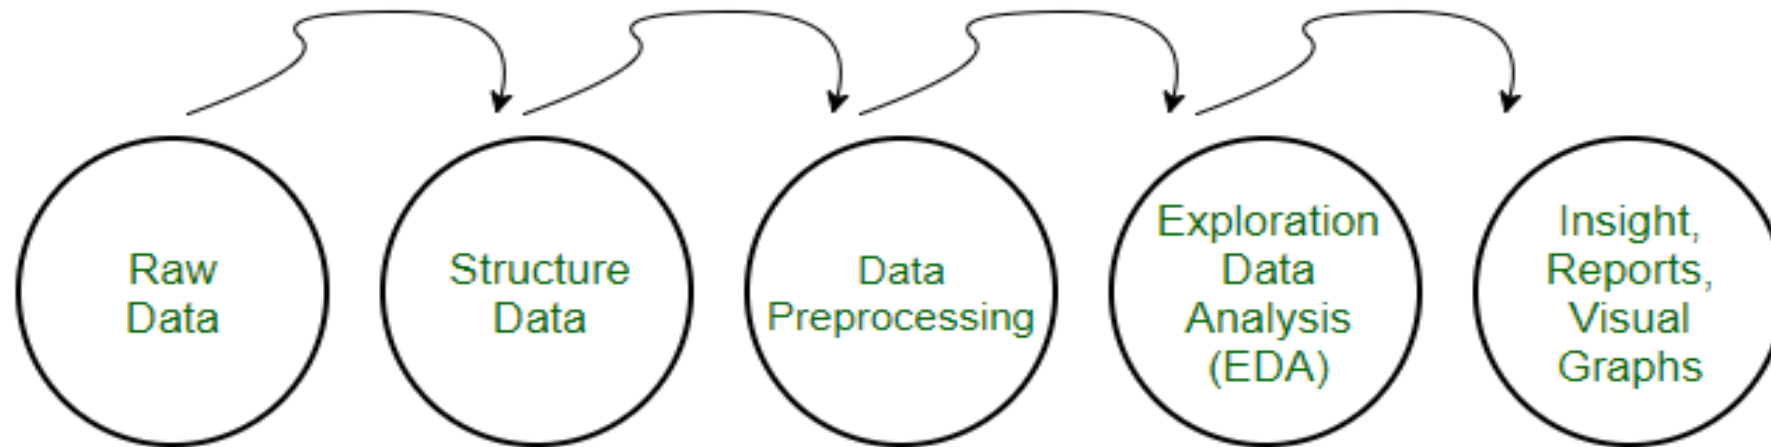 Raw
Data
Structure
Data
Data
Preprocessing
Exploration
Data
Analysis
(EDA)
Insight,
Reports,
Visual
Graphs